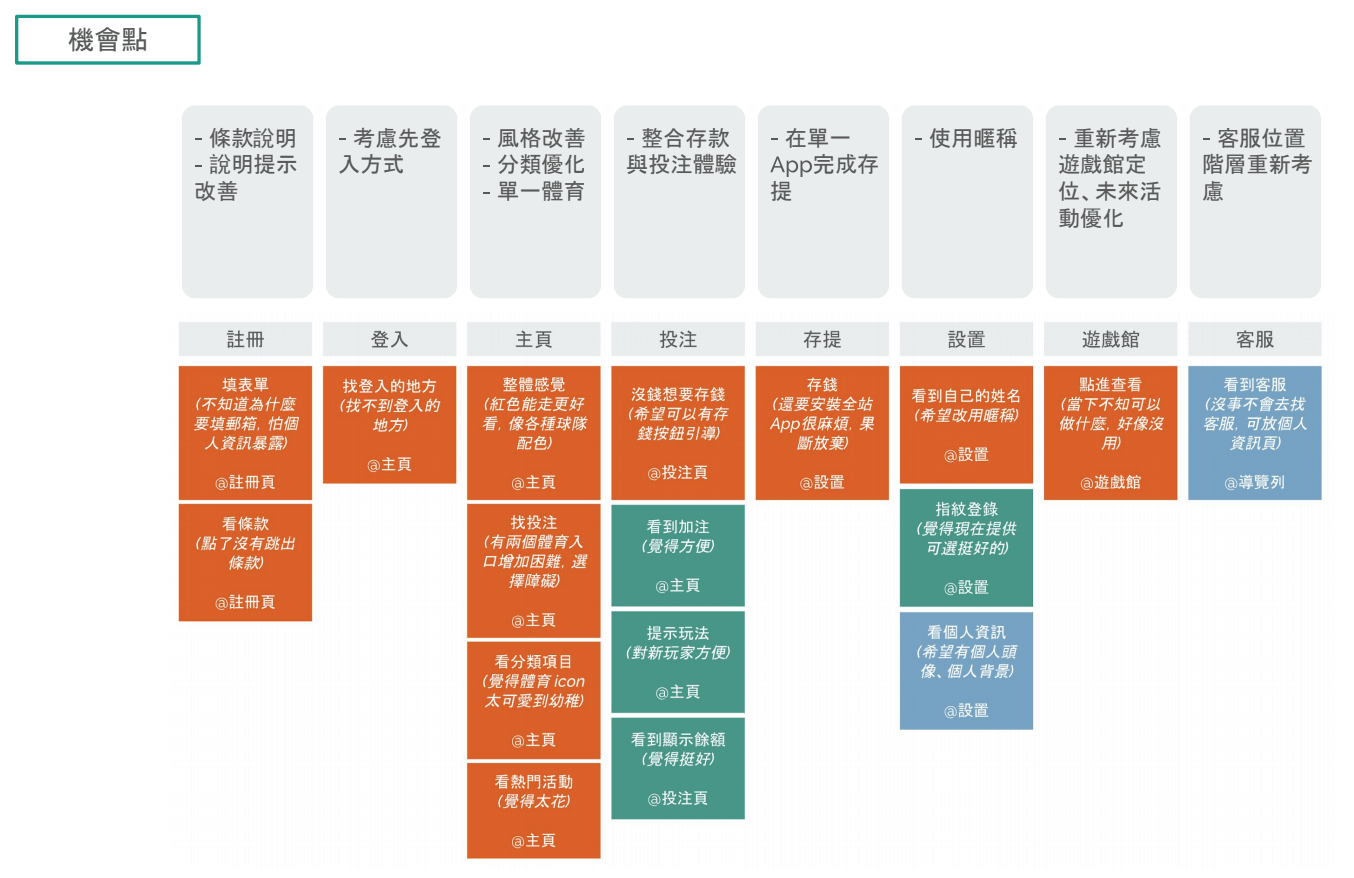 機會點
- 條款說明
- 說明提示
改善
- 考慮先登
入方式
- 風格改善
- 分類優化
- 單一體育
- 整合存款
與投注體驗
- 在單一
App完成存
提
- 使用暱稱
- 重新考慮
遊戲館定
位、未來活
動優化
- 客服位置
階層重新考
慮
註冊
登入
主頁
投注
存提
設置
遊戲館
客服
填表單
(不知道為什麼
要填郵箱, 怕個
人資訊暴露)
@註冊頁
看條款
(點了沒有跳出
條款)
@註冊頁
找登入的地方
(找不到登入的
地方)
@主頁
整體感覺
(紅色能走更好
看, 像各種球隊
配色)
@主頁
找投注
(有兩個體育入
口增加困難, 選
擇障礙)
@主頁
看分類項目
(覺得體育 icon
太可愛到幼稚)
@主頁
看熱門活動
(覺得太花)
@主頁
沒錢想要存錢
(希望可以有存
錢按鈕引導)
@投注頁
看到加注
(覺得方便)
@主頁
提示玩法
(對新玩家方便)
@主頁
看到顯示餘額
(覺得挺好)
@投注頁
存錢
(還要安裝全站
App很麻煩, 果
斷放棄)
@設置
看到自己的姓名
(希望改用暱稱)
@設置
指紋登錄
(覺得現在提供
可選挺好的)
@設置
看個人資訊
(希望有個人頭
像、個人背景)
@設置
點進查看
(當下不知可以
做什麼, 好像沒
用)
@遊戲館
看到客服
(沒事不會去找
客服, 可放個人
資訊頁)
@導覽列